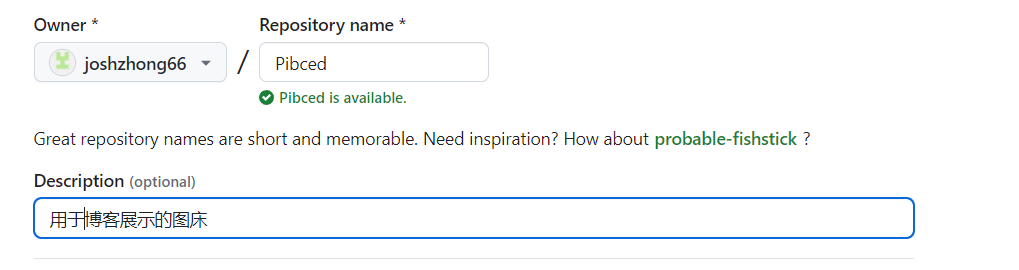 Owner * Repository name *
joshzhong66 / Pibced
Pibced is available.
Great repository names are short and memorable. Need inspiration? How about probable-fishstick ?
Description (optional)
用于博客展示的图床